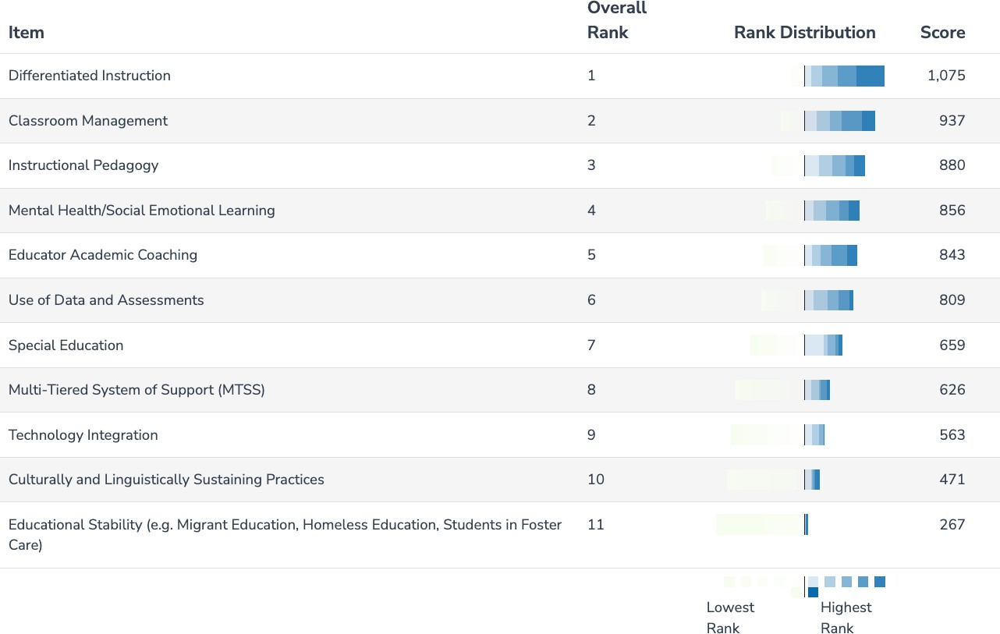 Overall
Item Rank Rank Distribution Score
Differentiated Instruction 1 1,075
Classroom Management 2 937
Instructional Pedagogy 3 880
Mental Health/Social Emotional Learning 4 856
Educator Academic Coaching 5 843
Use of Data and Assessments 6 809
Special Education 7 659
Multi-Tiered System of Support (MTSS) 8 626
Technology Integration 9 563
Culturally and Linguistically Sustaining Practices 10 471
Educational Stability (e.g. Migrant Education, Homeless Education, Students in Foster 11 267
Care)
Lowest Highest
Rank Rank